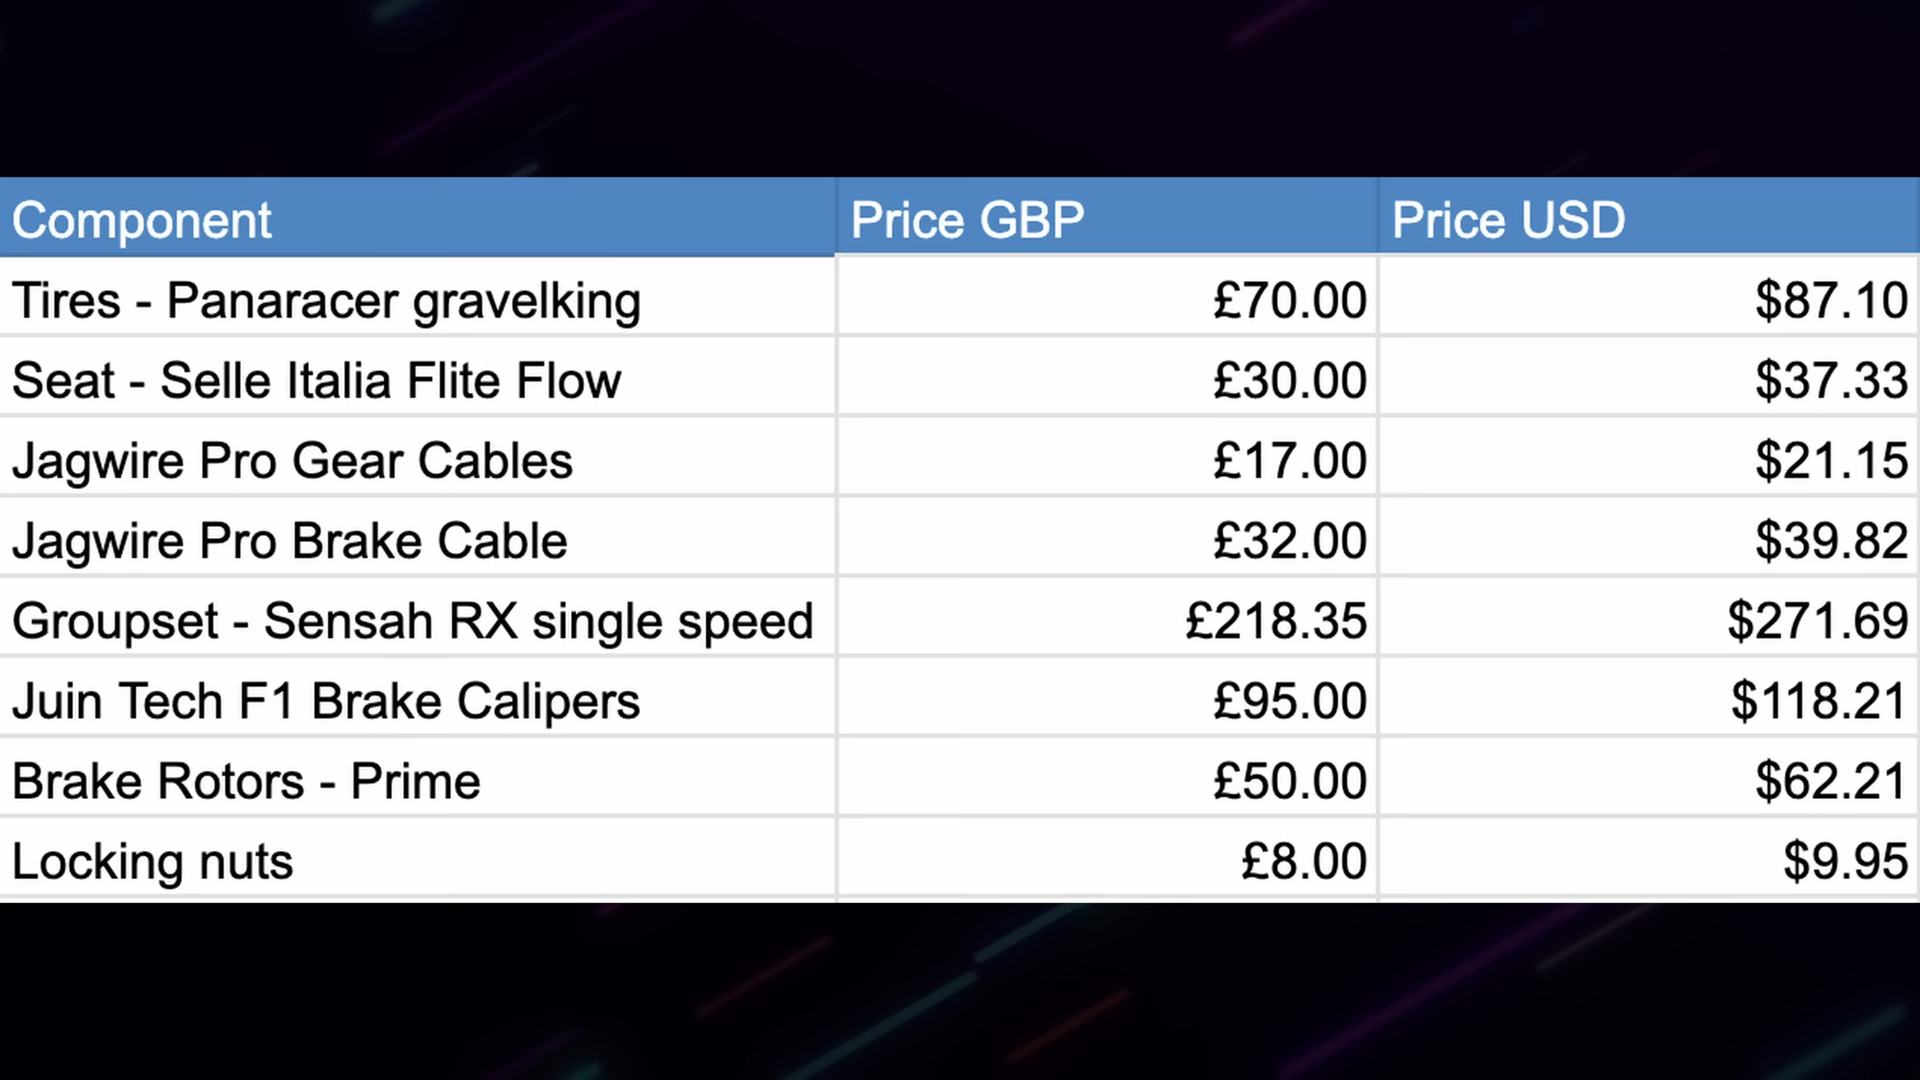 Component Price GBP Price USD
Tires - Panaracer gravelking £70.00 $87.10
Seat - Selle Italia Flite Flow £30.00 $37.33
Jagwire Pro Gear Cables £17.00 $21.15
Jagwire Pro Brake Cable £32.00 $39.82
Groupset - Sensah RX single speed £218.35 $271.69
Juin Tech F1 Brake Calipers £95.00 $118.21
Brake Rotors - Prime £50.00 $62.21
Locking nuts £8.00 $9.95